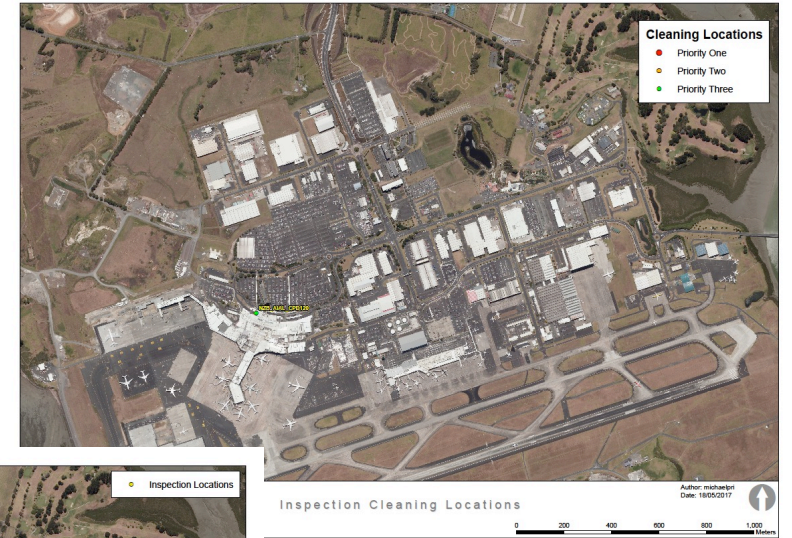 Cleaning Locations
Priority One
Priority Two
Priority Three
NZB_AIAL_CPD120
Inspection Locations
Inspection Cleaning Locations
Author: michaelpri
Date: 18/05/2017
0 200 400 600 800 1,000
Meters